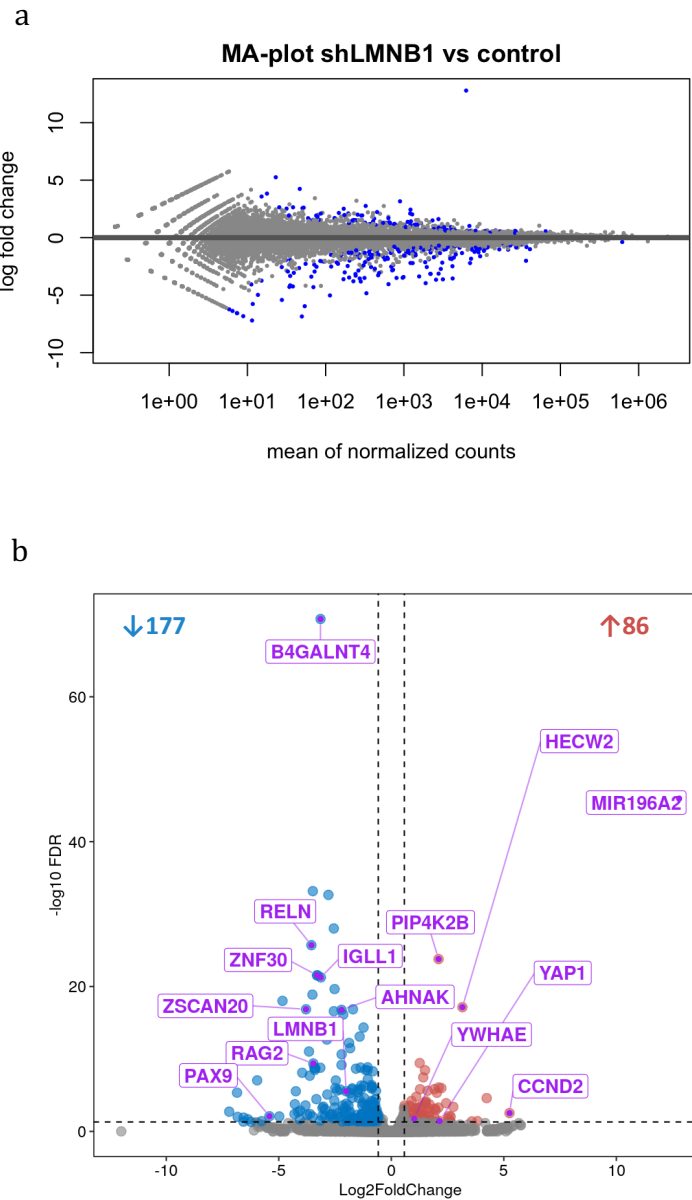 a
MA-plot shLMNB1 vs control
log fold change
10
5
0
-5
-10
1e+00 1e+01 1e+02 1e+03 1e+04 1e+05 1e+06
mean of normalized counts
b
↓177
↑86
B4GALNT4
60
HECW2
MIR196A2
-log10 FDR
40
RELN
PIP4K2B
ZNF30
IGLL1
YAP1
20
ZSCAN20
AHNAK
LMNB1
YWHAE
RAG2
PAX9
CCND2
0
-10 -5 0 5 10
Log2FoldChange